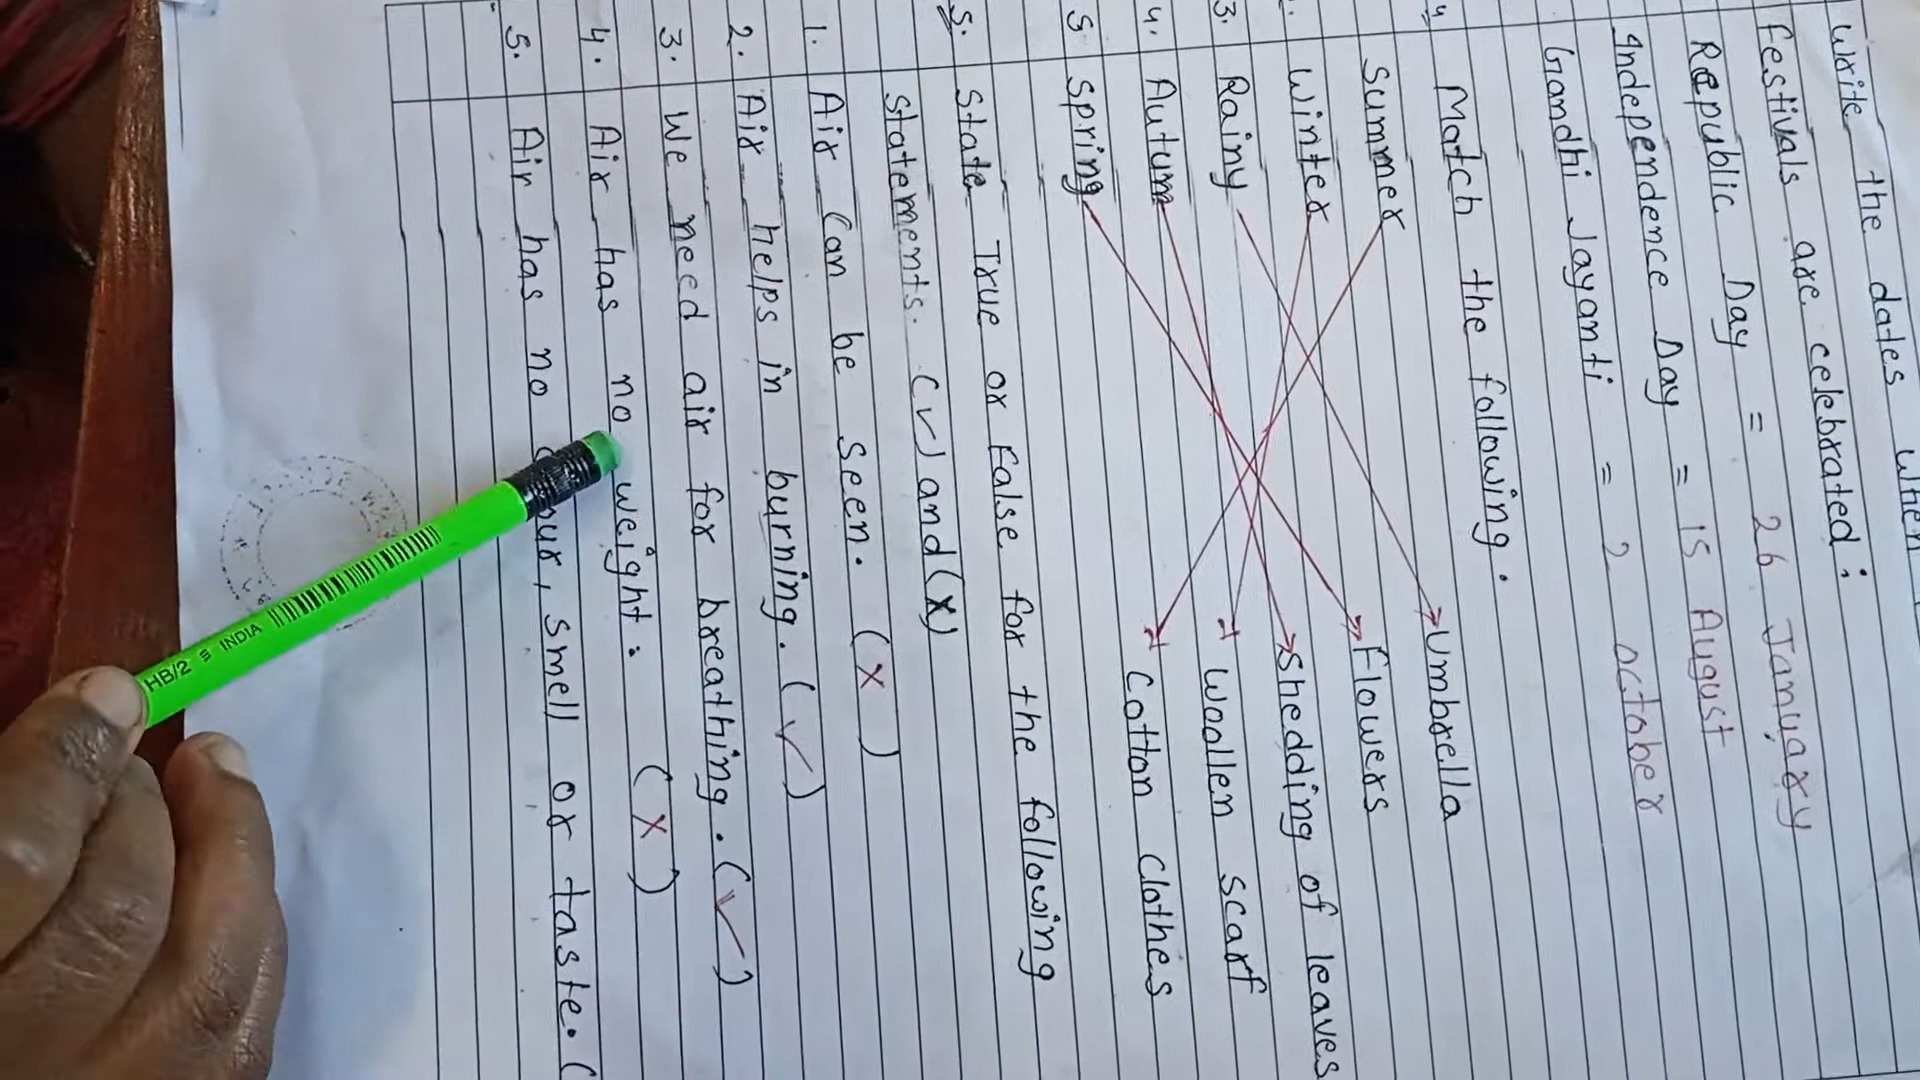 when
write the dates
festivals are celebrated :
Republic Day = 26 January
Independence Day = 15 August
Gandhi Jayanti = 2 october
4 Match the following.
Summer Umbrella
Winter Flowers
3. Rainy Shedding of leaves
4. Autum Woollen scarf
5 Spring Cotton clothes
5. State True or False for the following
Statements. (✓) and (x)
1. Air can be seen. (x)
2. Air helps in burning. (✓)
3. We need air for breathing. (✓)
4. Air has no weight. (x)
5. Air has no smell or taste. (
HB/2 INDIA